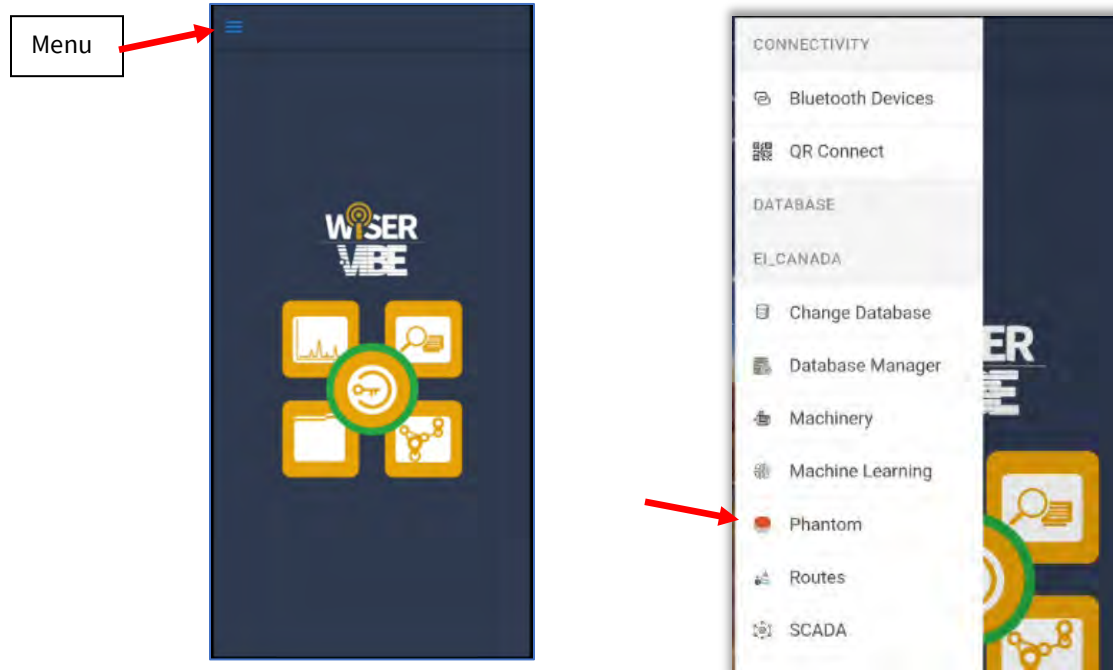 Menu
WiSER
VIBE
CONNECTIVITY
Bluetooth Devices
QR Connect
DATABASE
EI_CANADA
Change Database
Database Manager
Machinery
Machine Learning
Phantom
Routes
SCADA
ER